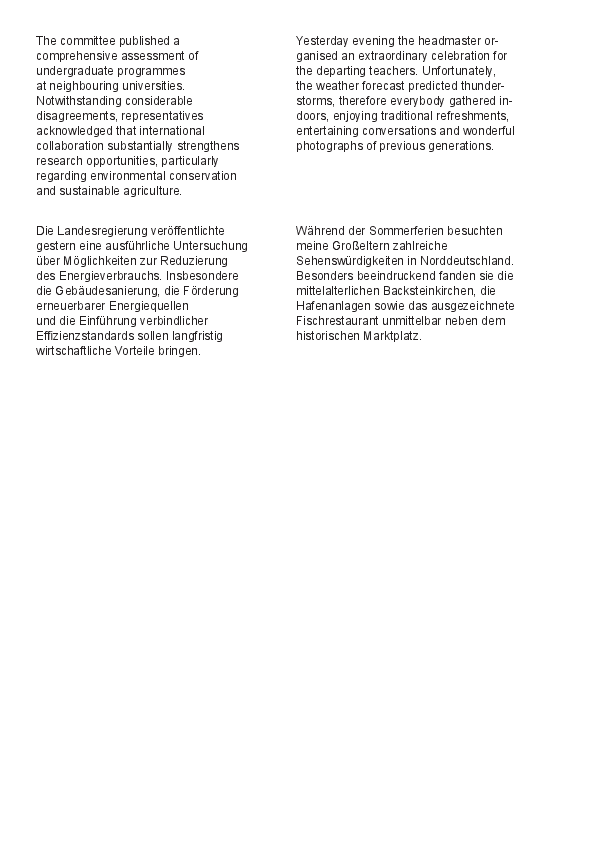 The committee published a
comprehensive assessment of
undergraduate programmes
at neighbouring universities.
Notwithstanding considerable
disagreements, representatives
acknowledged that international
collaboration substantially strengthens
research opportunities, particularly
regarding environmental conservation
and sustainable agriculture.
Yesterday evening the headmaster or-
ganised an extraordinary celebration for
the departing teachers. Unfortunately,
the weather forecast predicted thunder-
storms, therefore everybody gathered in-
doors, enjoying traditional refreshments,
entertaining conversations and wonderful
photographs of previous generations.
Die Landesregierung veröffentlichte
gestern eine ausführliche Untersuchung
über Möglichkeiten zur Reduzierung
des Energieverbrauchs. Insbesondere
die Gebäudesanierung, die Förderung
erneuerbarer Energiequellen
und die Einführung verbindlicher
Effizienzstandards sollen langfristig
wirtschaftliche Vorteile bringen.
Während der Sommerferien besuchten
meine Großeltern zahlreiche
Sehenswürdigkeiten in Norddeutschland.
Besonders beeindruckend fanden sie die
mittelalterlichen Backsteinkirchen, die
Hafenanlagen sowie das ausgezeichnete
Fischrestaurant unmittelbar neben dem
historischen Marktplatz.